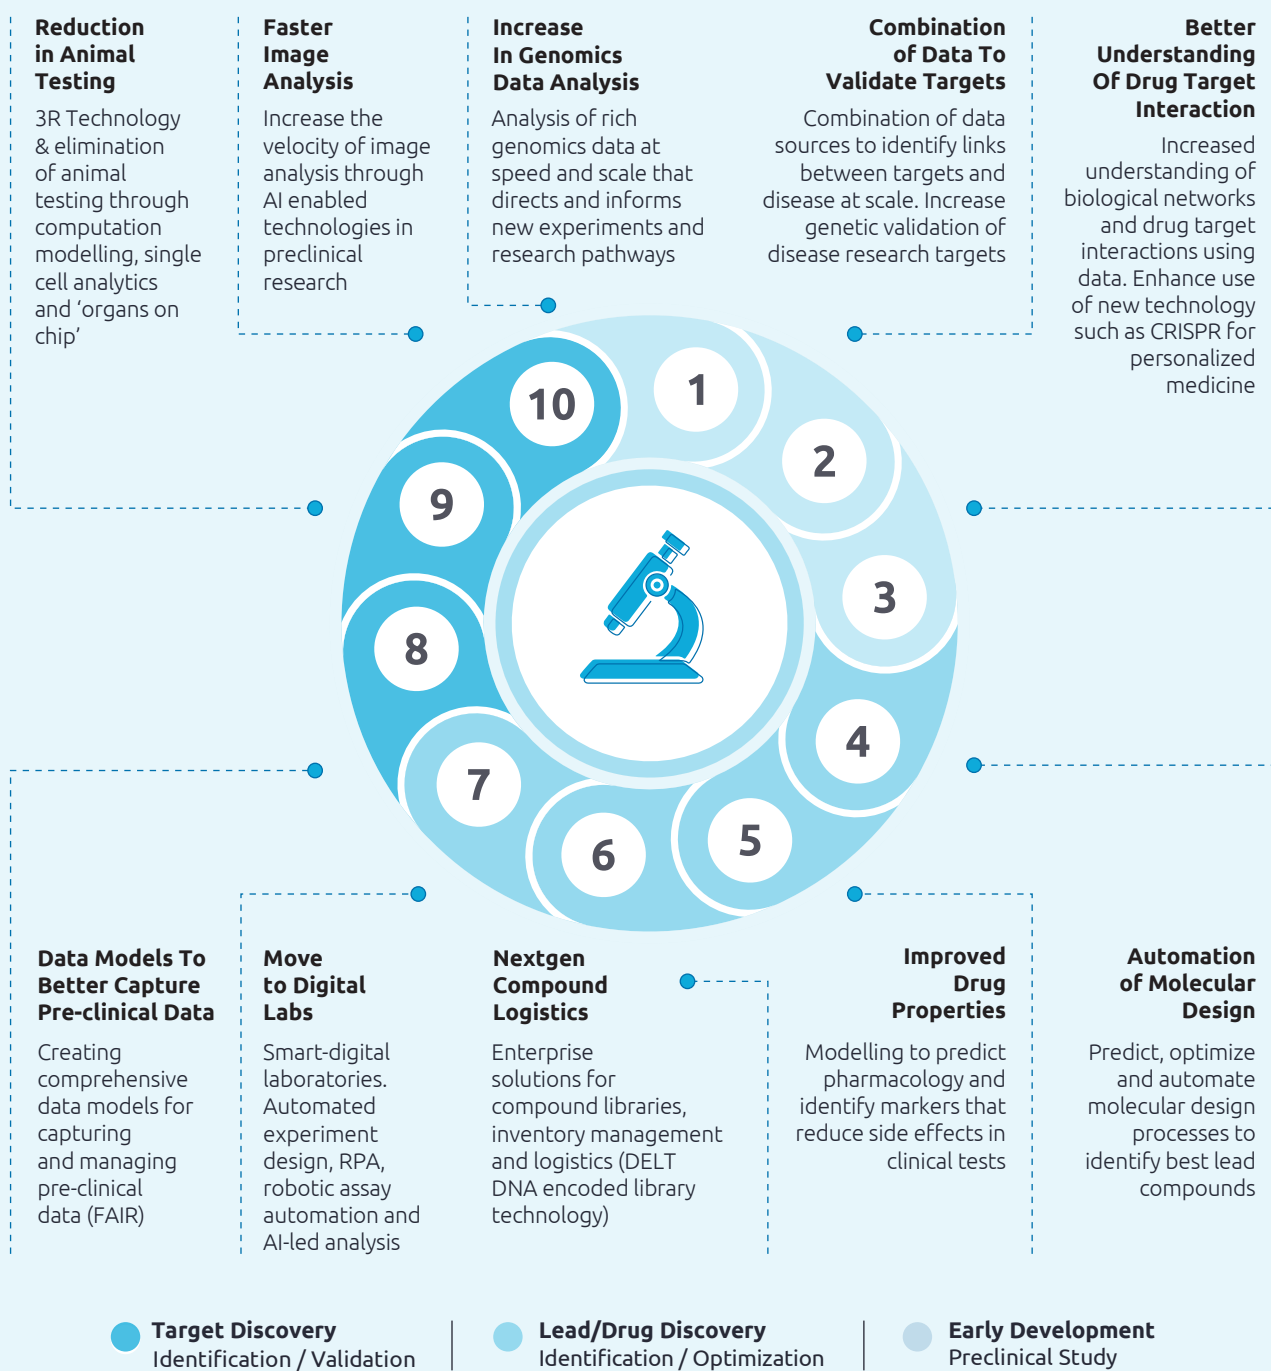 Reduction
in Animal
Testing
3R Technology
& elimination
of animal
testing through
computation
modelling, single
cell analytics
and ‘organs on
chip’
Faster
Image
Analysis
Increase the
velocity of image
analysis through
AI enabled
technologies in
preclinical
research
Increase
In Genomics
Data Analysis
Analysis of rich
genomics data at
speed and scale that
directs and informs
new experiments and
research pathways
Combination
of Data To
Validate Targets
Combination of data
sources to identify links
between targets and
disease at scale. Increase
genetic validation of
disease research targets
Better
Understanding
Of Drug Target
Interaction
Increased
understanding of
biological networks
and drug target
interactions using
data. Enhance use
of new technology
such as CRISPR for
personalized
medicine
1
2
3
4
5
6
7
8
9
10
Data Models To
Better Capture
Pre-clinical Data
Creating
comprehensive
data models for
capturing
and managing
pre-clinical
data (FAIR)
Move
to Digital
Labs
Smart-digital
laboratories.
Automated
experiment
design, RPA,
robotic assay
automation and
AI-led analysis
Nextgen
Compound
Logistics
Enterprise
solutions for
compound libraries,
inventory management
and logistics (DELT
DNA encoded library
technology)
Improved
Drug
Properties
Modelling to predict
pharmacology and
identify markers that
reduce side effects in
clinical tests
Automation
of Molecular
Design
Predict, optimize
and automate
molecular design
processes to
identify best lead
compounds
Target Discovery
Identification / Validation
Lead/Drug Discovery
Identification / Optimization
Early Development
Preclinical Study